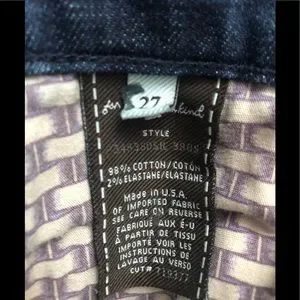 27
STYLE
98% COTTON/COTON
2% ELASTANE/ELASTANE
Made in U.S.A.
OF IMPORTED FABRIC
SEE CARE ON REVERSE
FABRIQUÉ AUX É-U
À PARTIR DE TISSU
IMPORTÉ VOIR LES
INSTRUCTIONS DE
LAVAGE AU VERSO
CUT#